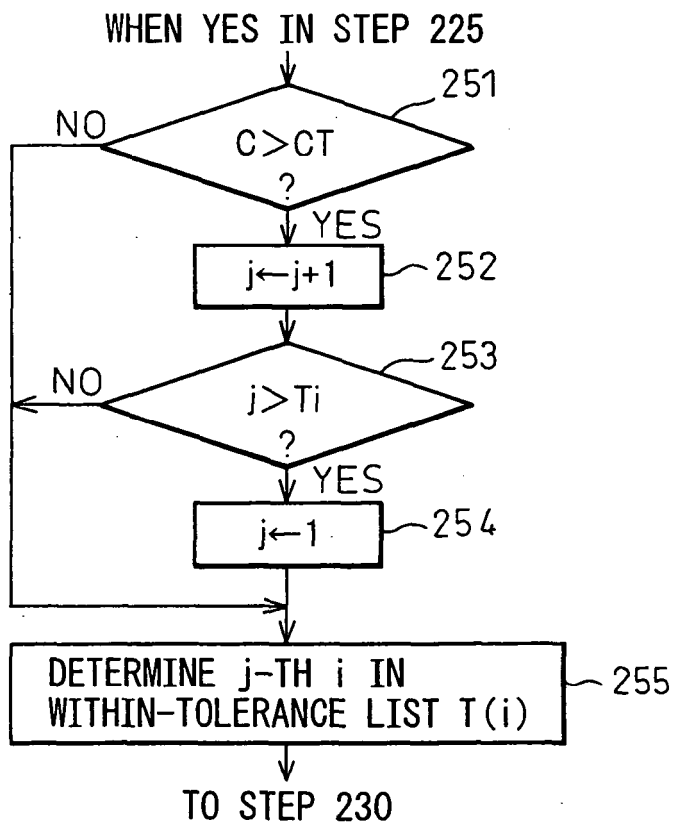 WHEN YES IN STEP 225
251
NO
C>CT
?
YES
j←j+1
252
253
NO
j>Ti
?
YES
j←1
254
DETERMINE j-TH i IN
WITHIN-TOLERANCE LIST T(i)
255
TO STEP 230